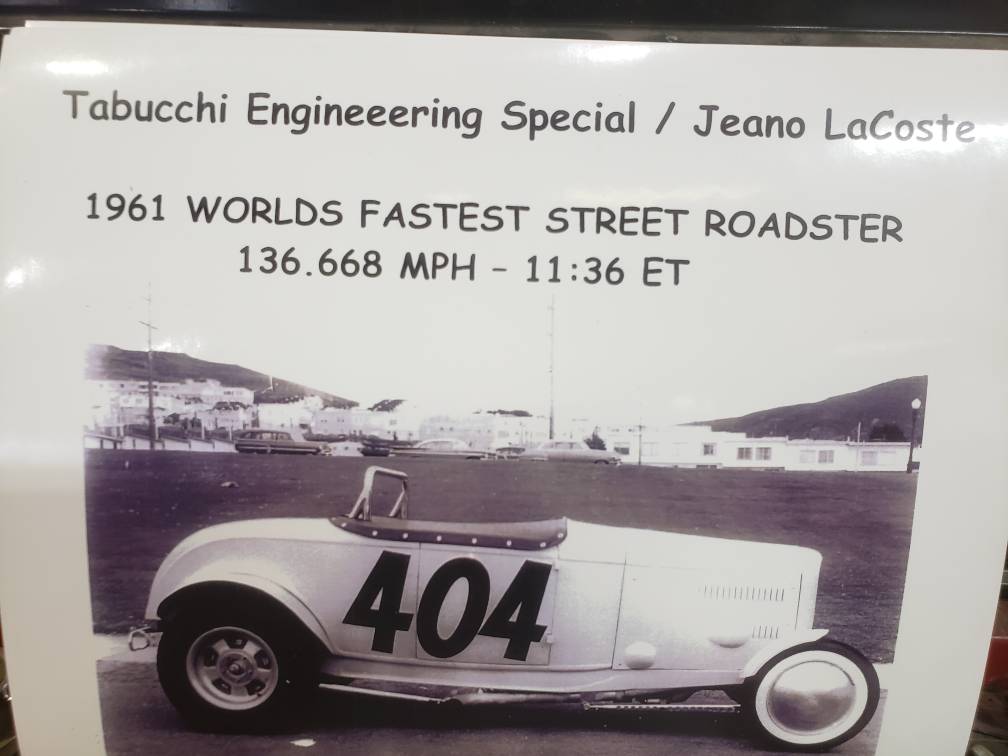 Tabucchi Engineeering Special / Jeano LaCoste
1961 WORLDS FASTEST STREET ROADSTER
136.668 MPH - 11:36 ET
404